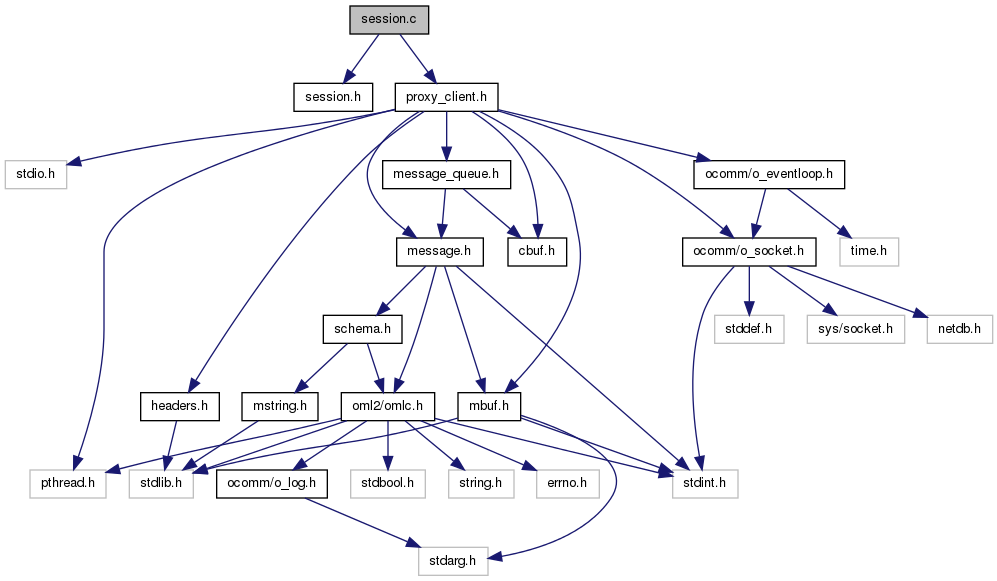 session.c
session.h
proxy_client.h
stdio.h
message_queue.h
ocomm/o_eventloop.h
message.h
cbuf.h
ocomm/o_socket.h
time.h
schema.h
stddef.h
sys/socket.h
netdb.h
headers.h
mstring.h
oml2/omlc.h
mbuf.h
pthread.h
stdlib.h
ocomm/o_log.h
stdbool.h
string.h
errno.h
stdint.h
stdarg.h